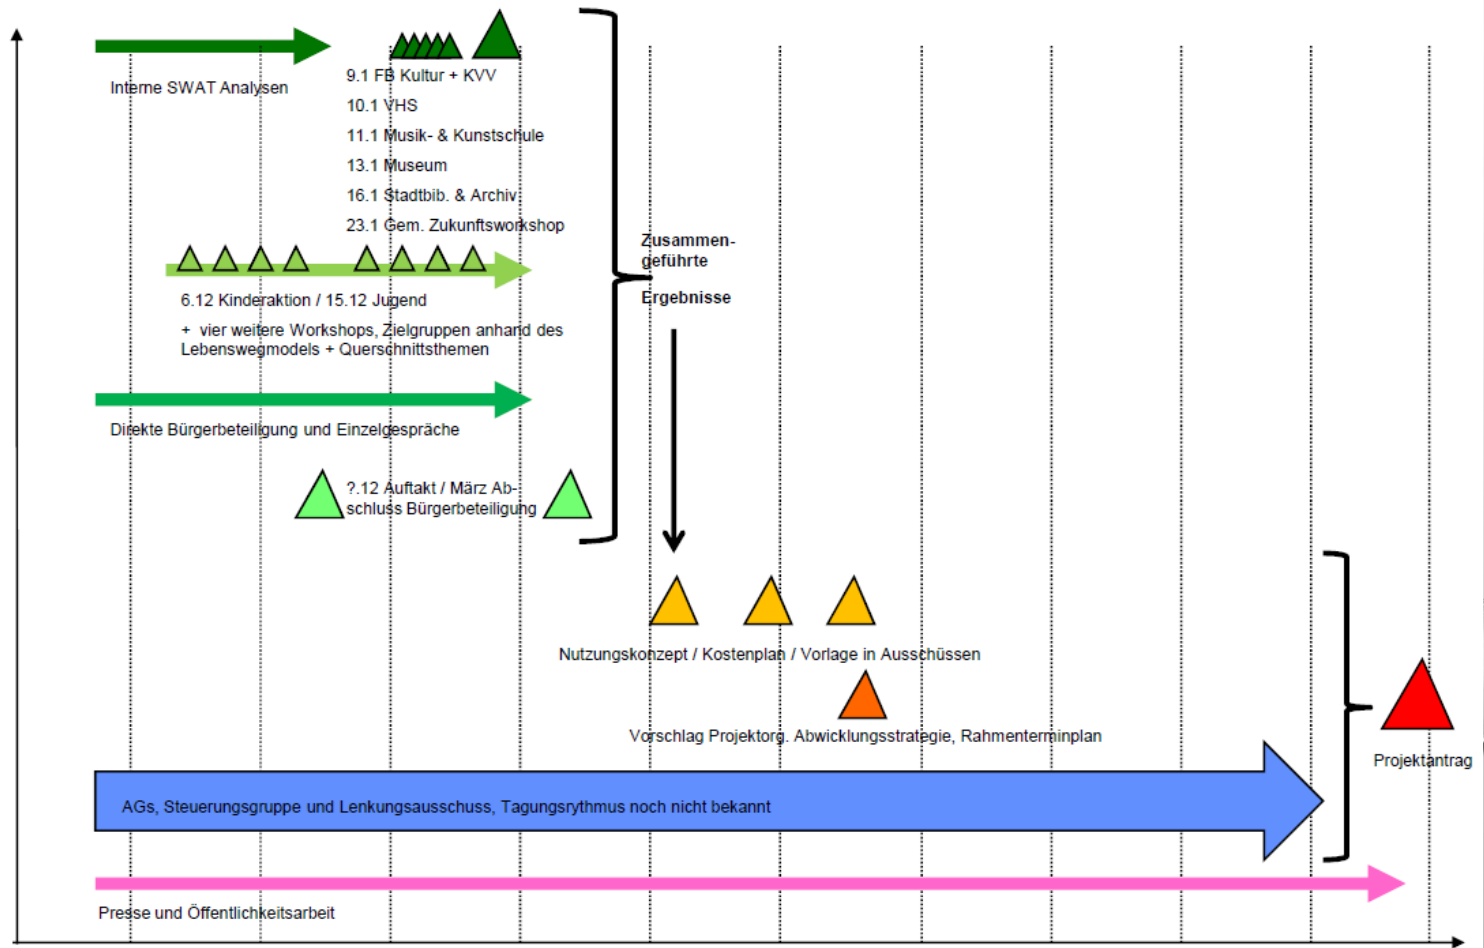 Interne SWAT Analysen
9.1 FB Kultur + KVV
10.1 VHS
11.1 Musik- & Kunstschule
13.1 Museum
16.1 Stadtbib. & Archiv
23.1 Gem. Zukunftsworkshop
Zusammen-
geführte
Ergebnisse
6.12 Kinderaktion / 15.12 Jugend
+ vier weitere Workshops, Zielgruppen anhand des
Lebenswegmodels + Querschnittsthemen
Direkte Bürgerbeteiligung und Einzelgespräche
?.12 Auftakt / März Ab-
schluss Bürgerbeteiligung
Nutzungskonzept / Kostenplan / Vorlage in Ausschüssen
Vorschlag Projektorg. Abwicklungsstrategie, Rahmenterminplan
Projektantrag
AGs, Steuerungsgruppe und Lenkungsausschuss, Tagungsrythmus noch nicht bekannt
Presse und Öffentlichkeitsarbeit